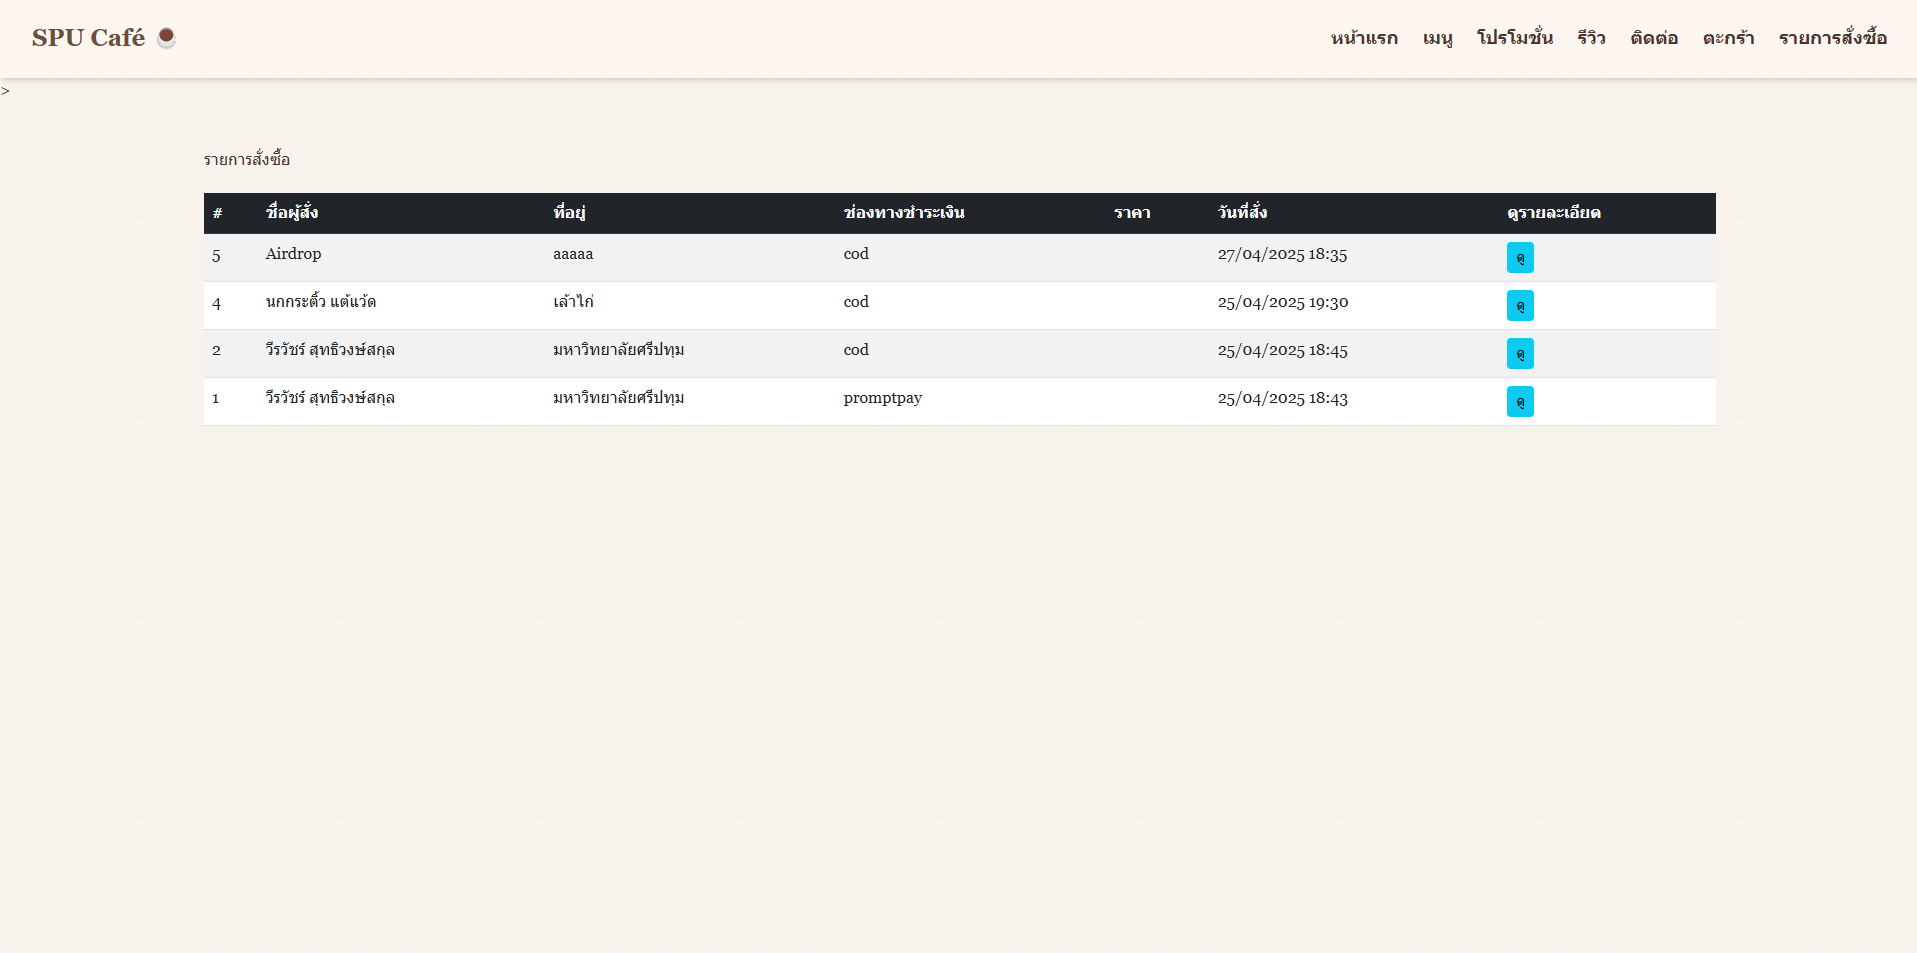 SPU Café ☕
หน้าแรก เมนู โปรโมชั่น รีวิว ติดต่อ ตะกร้า รายการสั่งซื้อ
>
รายการสั่งซื้อ
# ชื่อผู้สั่ง ที่อยู่ ช่องทางชำระเงิน ราคา วันที่สั่ง ดูรายละเอียด
5 Airdrop aaaaa cod 27/04/2025 18:35 ดู
4 นกกระติ้ว แต้แว้ด เล้าไก่ cod 25/04/2025 19:30 ดู
2 วีรวัชร์ สุทธิวงษ์สกุล มหาวิทยาลัยศรีปทุม cod 25/04/2025 18:45 ดู
1 วีรวัชร์ สุทธิวงษ์สกุล มหาวิทยาลัยศรีปทุม promptpay 25/04/2025 18:43 ดู